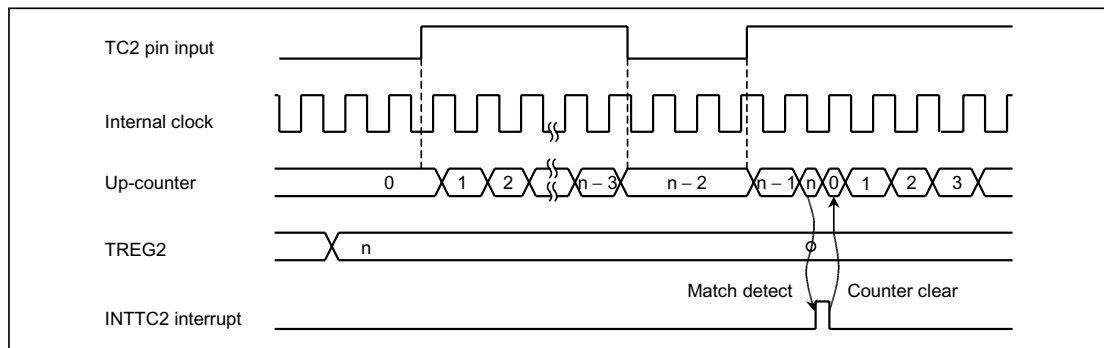 TC2 pin input
Internal clock
Up-counter
0 1 2 n – 3 n – 2 n – 1 n 0 1 2 3
TREG2
n
Match detect
Counter clear
INTTC2 interrupt